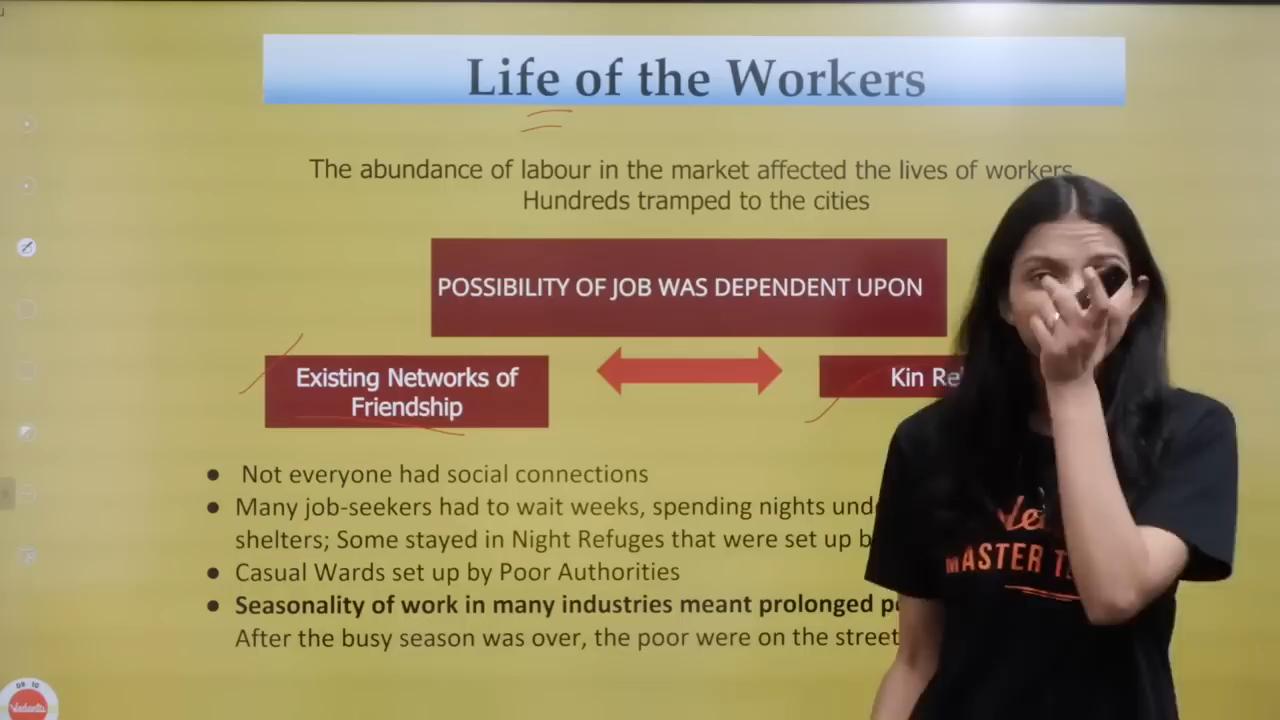 Life of the Workers
The abundance of labour in the market affected the lives of workers
Hundreds tramped to the cities
POSSIBILITY OF JOB WAS DEPENDENT UPON
Existing Networks of
Friendship
Kin
● Not everyone had social connections
● Many job-seekers had to wait weeks, spending nights
shelters; Some stayed in Night Refuges that were set up
● Casual Wards set up by Poor Authorities
● Seasonality of work in many industries meant prolonged
After the busy season was over, the poor were on the
MASTER
Vedantu